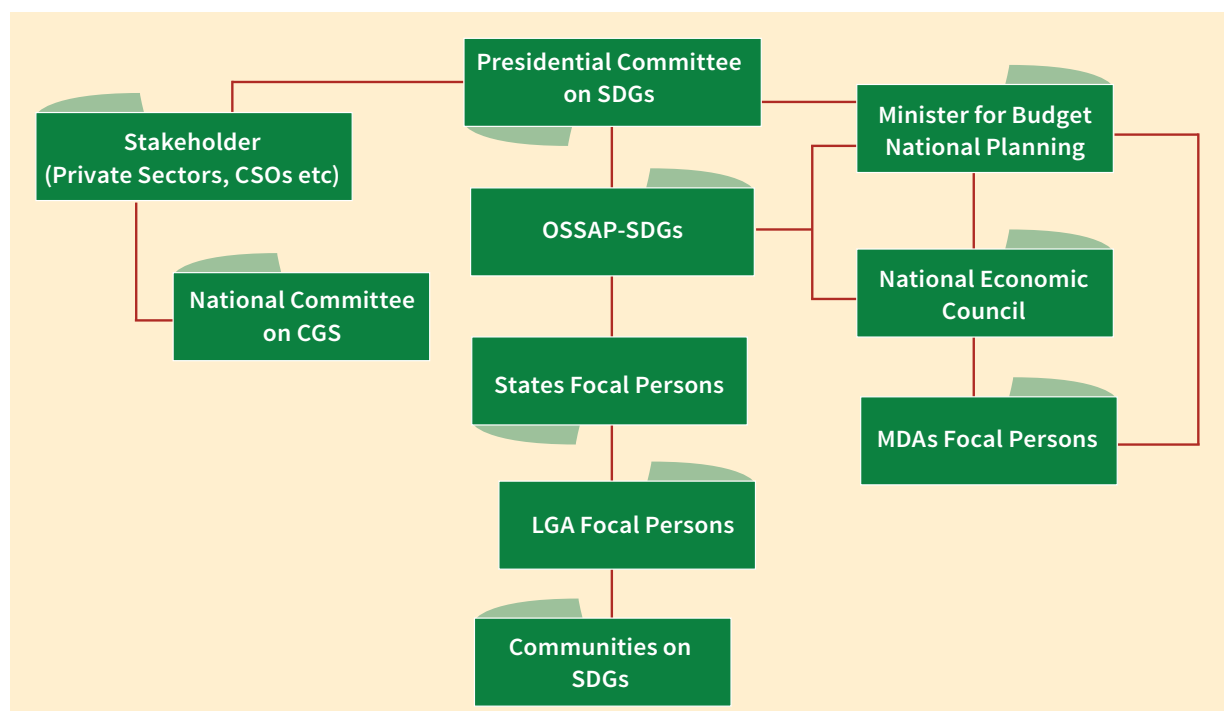 Presidential Committee
on SDGs
Stakeholder
(Private Sectors, CSOs etc)
Minister for Budget
National Planning
OSSAP-SDGs
National Committee
on CGS
National Economic
Council
States Focal Persons
MDAs Focal Persons
LGA Focal Persons
Communities on
SDGs